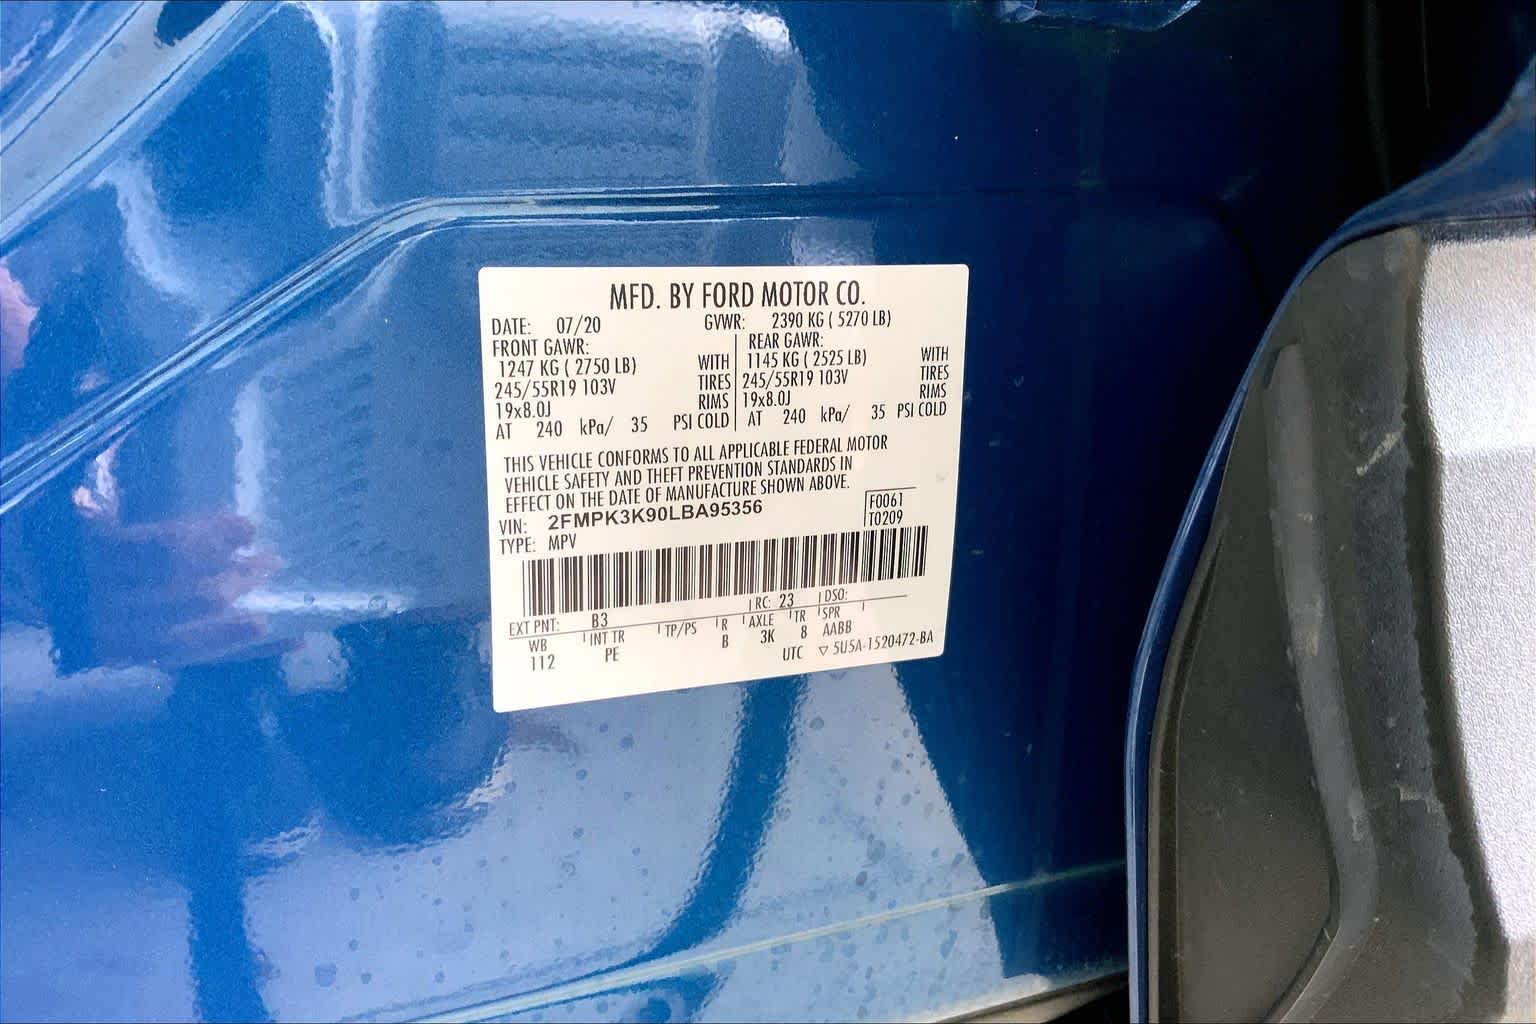 MFD. BY FORD MOTOR CO.
DATE: 07/20 GVWR: 2390 KG ( 5270 LB)
FRONT GAWR: REAR GAWR:
1247 KG ( 2750 LB) WITH 1145 KG ( 2525 LB) WITH
245/55R19 103V TIRES 245/55R19 103V TIRES
19x8.0J RIMS 19x8.0J RIMS
AT 240 kPa/ 35 PSI COLD AT 240 kPa/ 35 PSI COLD
THIS VEHICLE CONFORMS TO ALL APPLICABLE FEDERAL MOTOR
VEHICLE SAFETY AND THEFT PREVENTION STANDARDS IN
EFFECT ON THE DATE OF MANUFACTURE SHOWN ABOVE.
VIN: 2FMPK3K90LBA95356 F0061
TYPE: MPV T0209
EXT PNT: B3 RC: 23 DSO:
WB INT TR TP/PS R AXLE TR SPR
112 PE B 3K 8 AABB
UTC ▽ 5U5A-1520472-BA